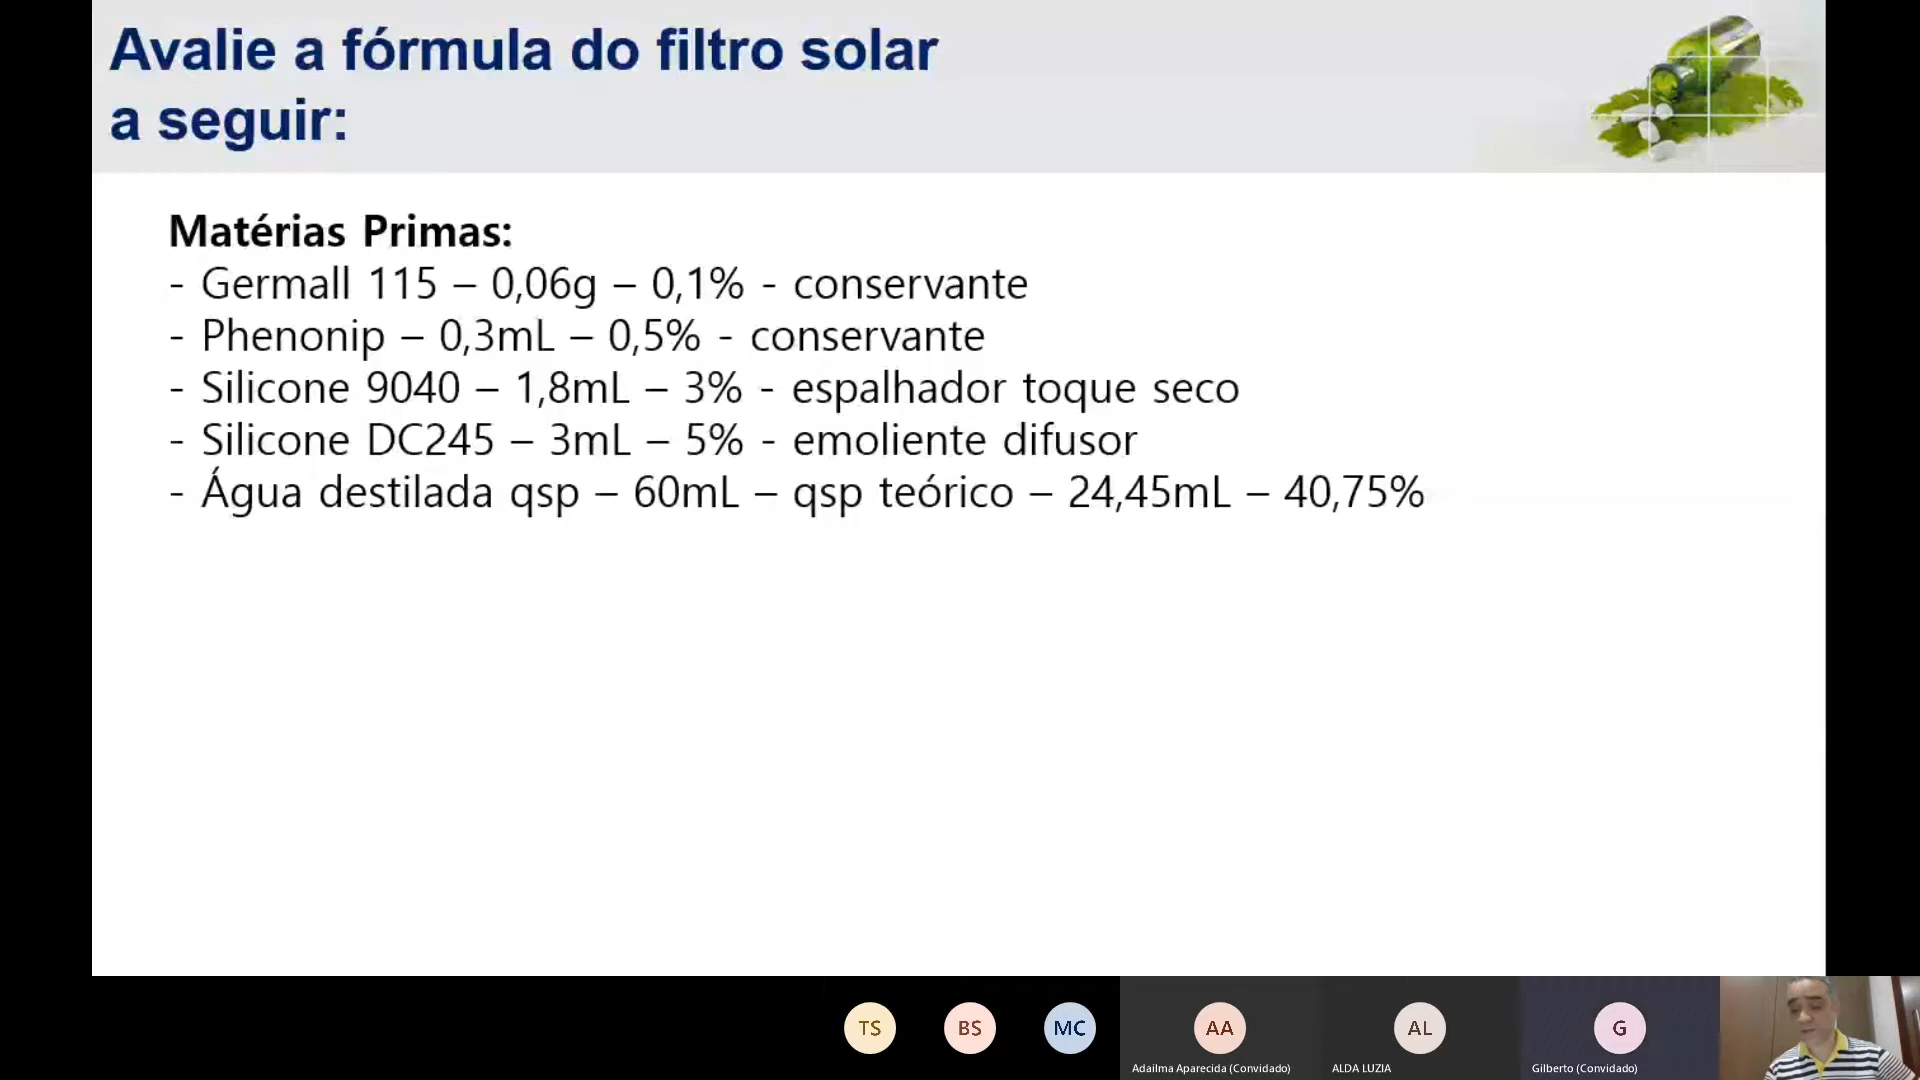 Avalie a fórmula do filtro solar
a seguir:
Matérias Primas:
- Germall 115 – 0,06g – 0,1% - conservante
- Phenonip – 0,3mL – 0,5% - conservante
- Silicone 9040 – 1,8mL – 3% - espalhador toque seco
- Silicone DC245 – 3mL – 5% - emoliente difusor
- Água destilada qsp – 60mL – qsp teórico – 24,45mL – 40,75%
TS
BS
MC
AA
AL
G
Adailma Aparecida (Convidado)
ALDA LUZIA
Gilberto (Convidado)